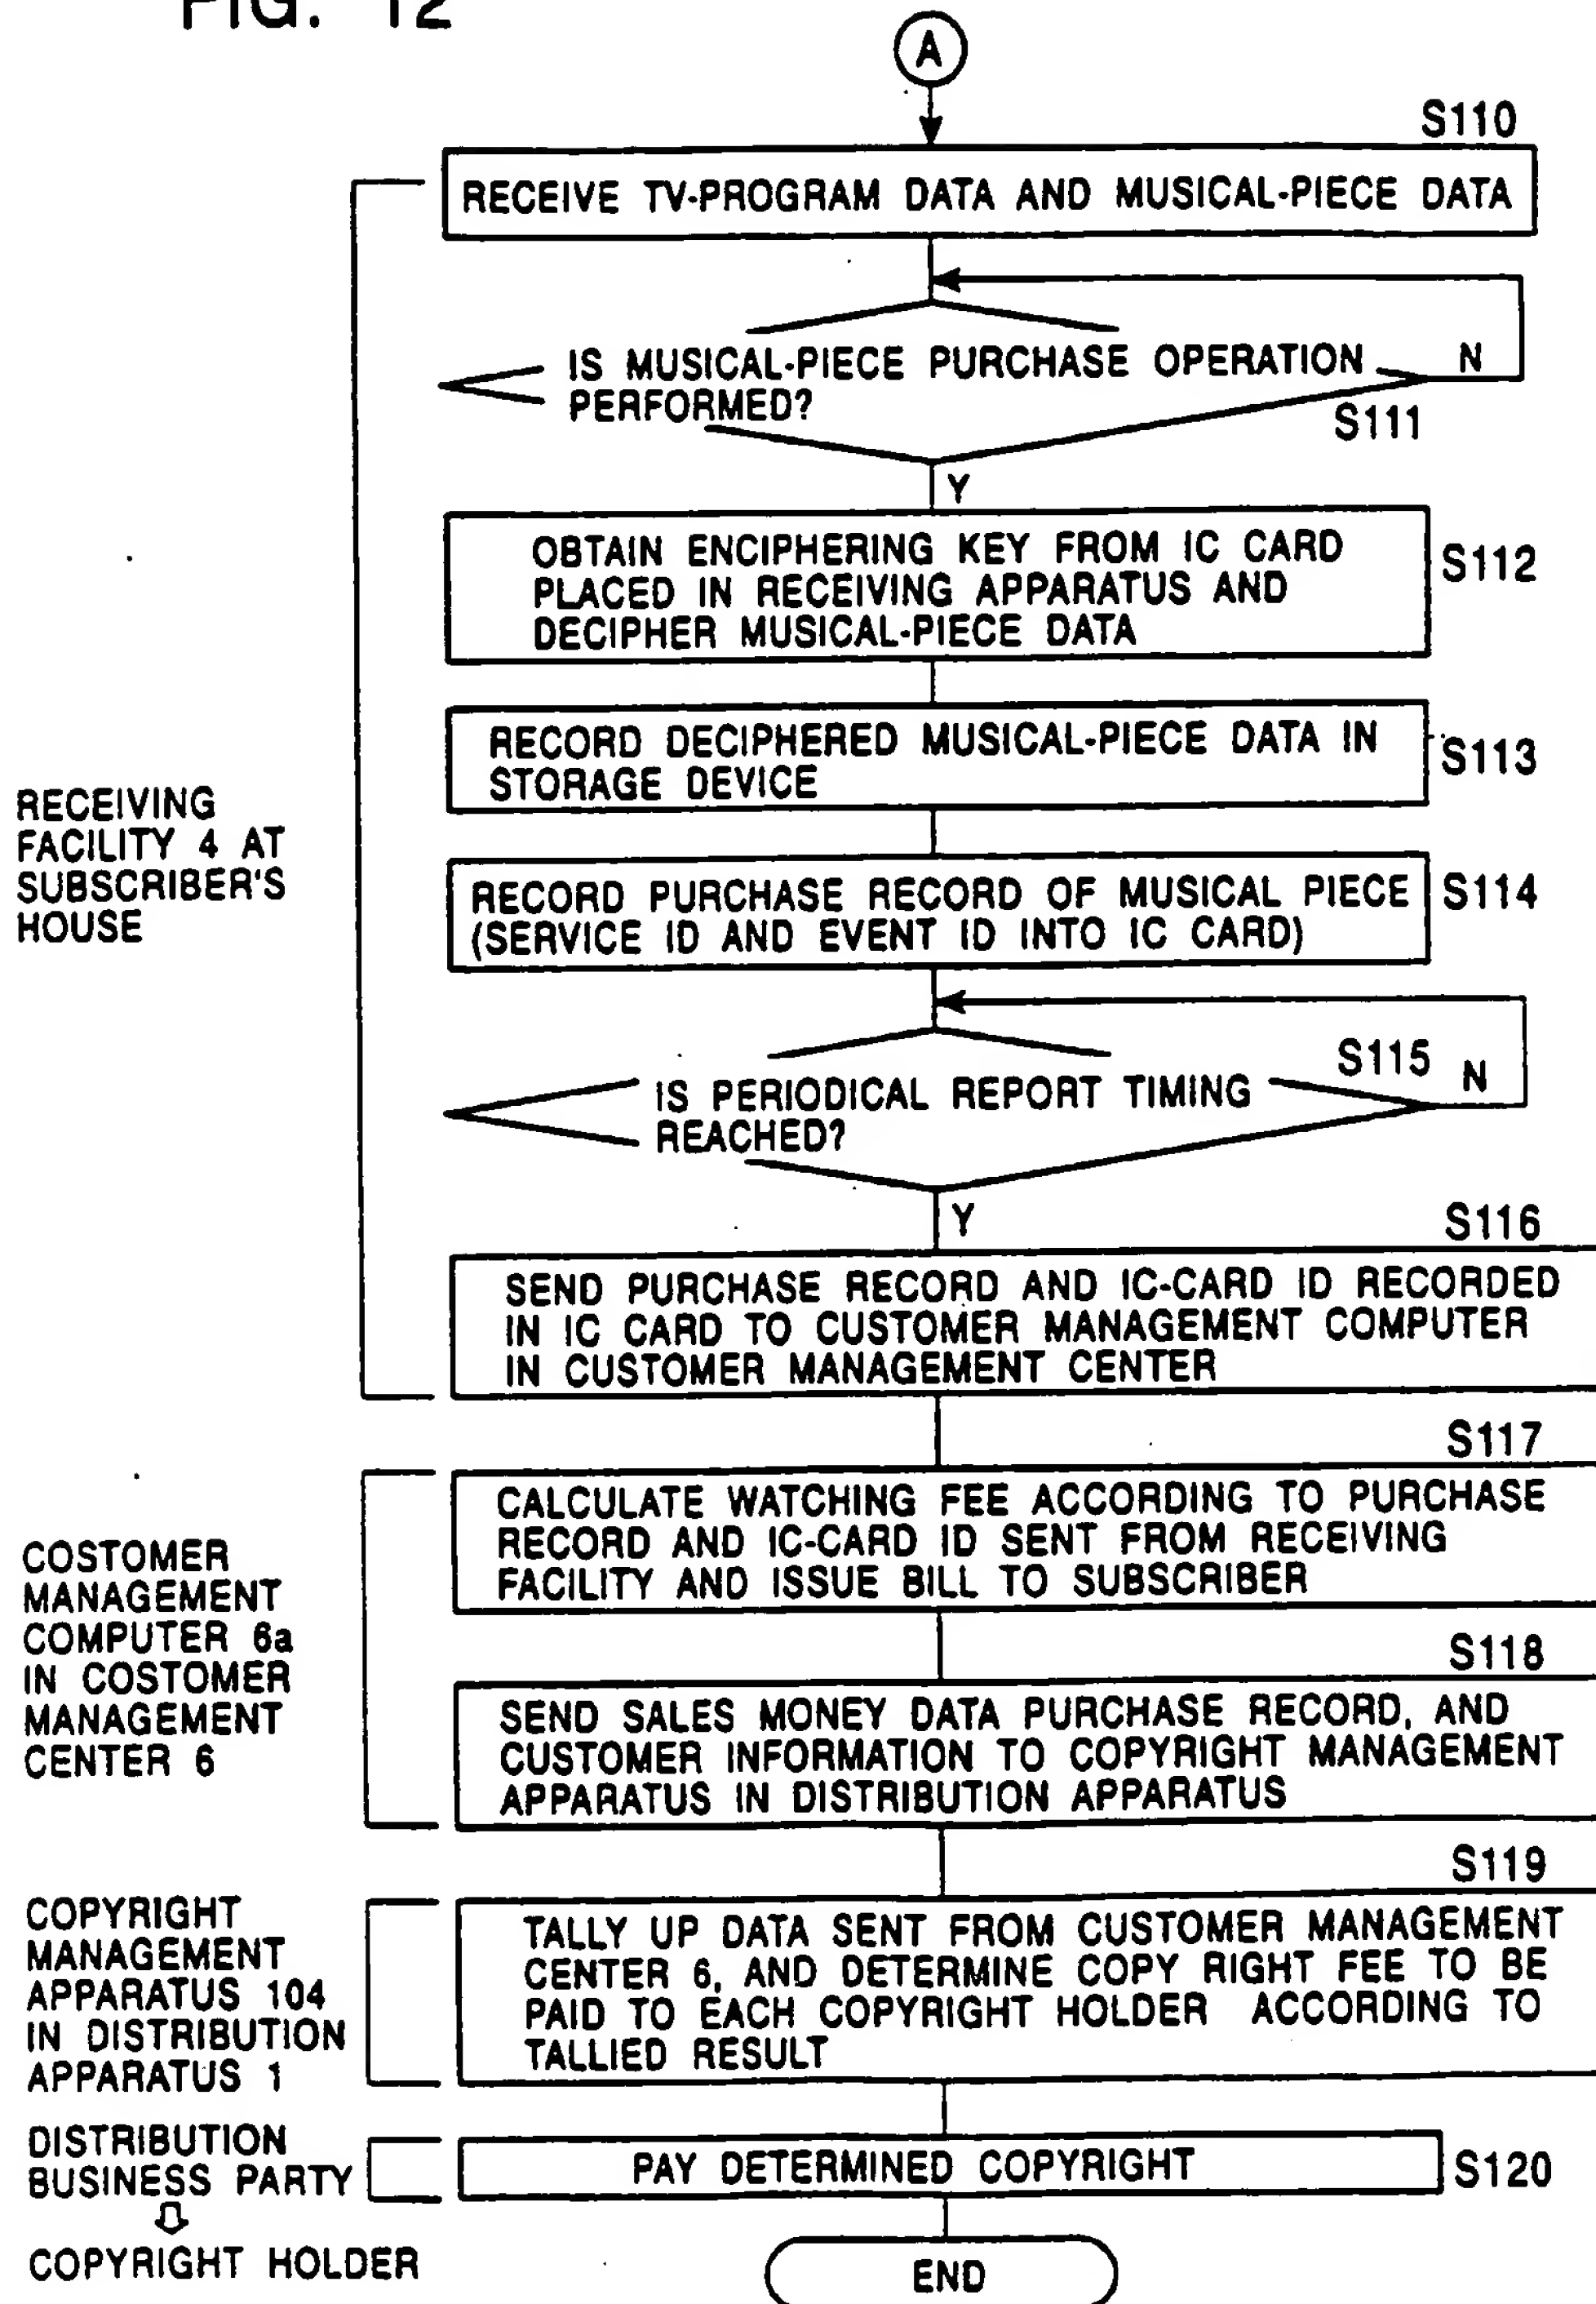 FIG. 12
A
S110
RECEIVE TV-PROGRAM DATA AND MUSICAL-PIECE DATA
IS MUSICAL-PIECE PURCHASE OPERATION
PERFORMED?
N
S111
Y
OBTAIN ENCIPHERING KEY FROM IC CARD
PLACED IN RECEIVING APPARATUS AND
DECIPHER MUSICAL-PIECE DATA
S112
RECORD DECIPHERED MUSICAL-PIECE DATA IN
STORAGE DEVICE
S113
RECEIVING
FACILITY 4 AT
SUBSCRIBER'S
HOUSE
RECORD PURCHASE RECORD OF MUSICAL PIECE
(SERVICE ID AND EVENT ID INTO IC CARD)
S114
S115
N
IS PERIODICAL REPORT TIMING
REACHED?
Y
S116
SEND PURCHASE RECORD AND IC-CARD ID RECORDED
IN IC CARD TO CUSTOMER MANAGEMENT COMPUTER
IN CUSTOMER MANAGEMENT CENTER
S117
CALCULATE WATCHING FEE ACCORDING TO PURCHASE
RECORD AND IC-CARD ID SENT FROM RECEIVING
FACILITY AND ISSUE BILL TO SUBSCRIBER
COSTOMER
MANAGEMENT
COMPUTER 6a
IN COSTOMER
MANAGEMENT
CENTER 6
S118
SEND SALES MONEY DATA PURCHASE RECORD, AND
CUSTOMER INFORMATION TO COPYRIGHT MANAGEMENT
APPARATUS IN DISTRIBUTION APPARATUS
S119
COPYRIGHT
MANAGEMENT
APPARATUS 104
IN DISTRIBUTION
APPARATUS 1
TALLY UP DATA SENT FROM CUSTOMER MANAGEMENT
CENTER 6, AND DETERMINE COPY RIGHT FEE TO BE
PAID TO EACH COPYRIGHT HOLDER ACCORDING TO
TALLIED RESULT
DISTRIBUTION
BUSINESS PARTY
PAY DETERMINED COPYRIGHT
S120
COPYRIGHT HOLDER
END